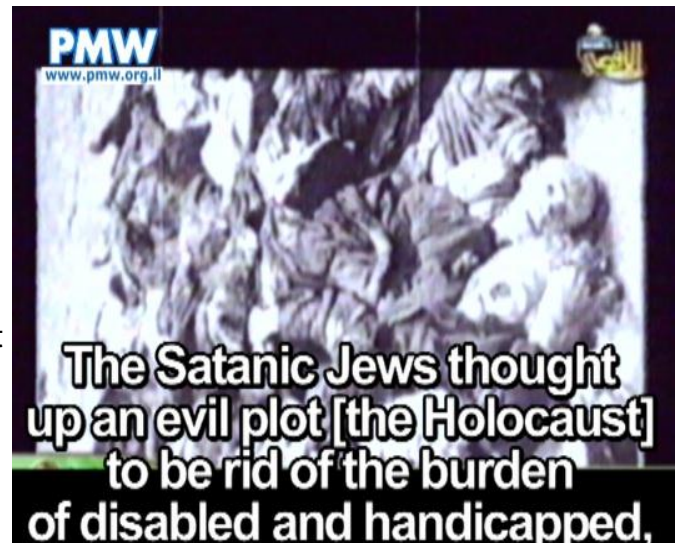 PMW
www.pmw.org.il
The Satanic Jews thought
up an evil plot [the Holocaust]
to be rid of the burden
of disabled and handicapped,